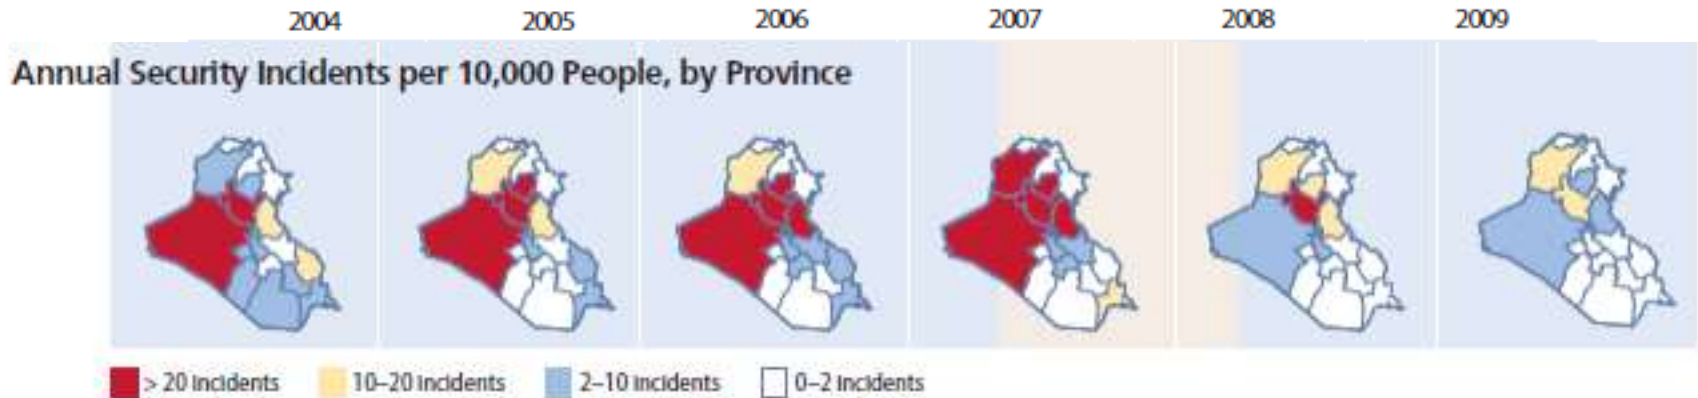 2004 2005 2006 2007 2008 2009
Annual Security Incidents per 10,000 People, by Province
> 20 incidents 10–20 incidents 2–10 incidents 0–2 incidents